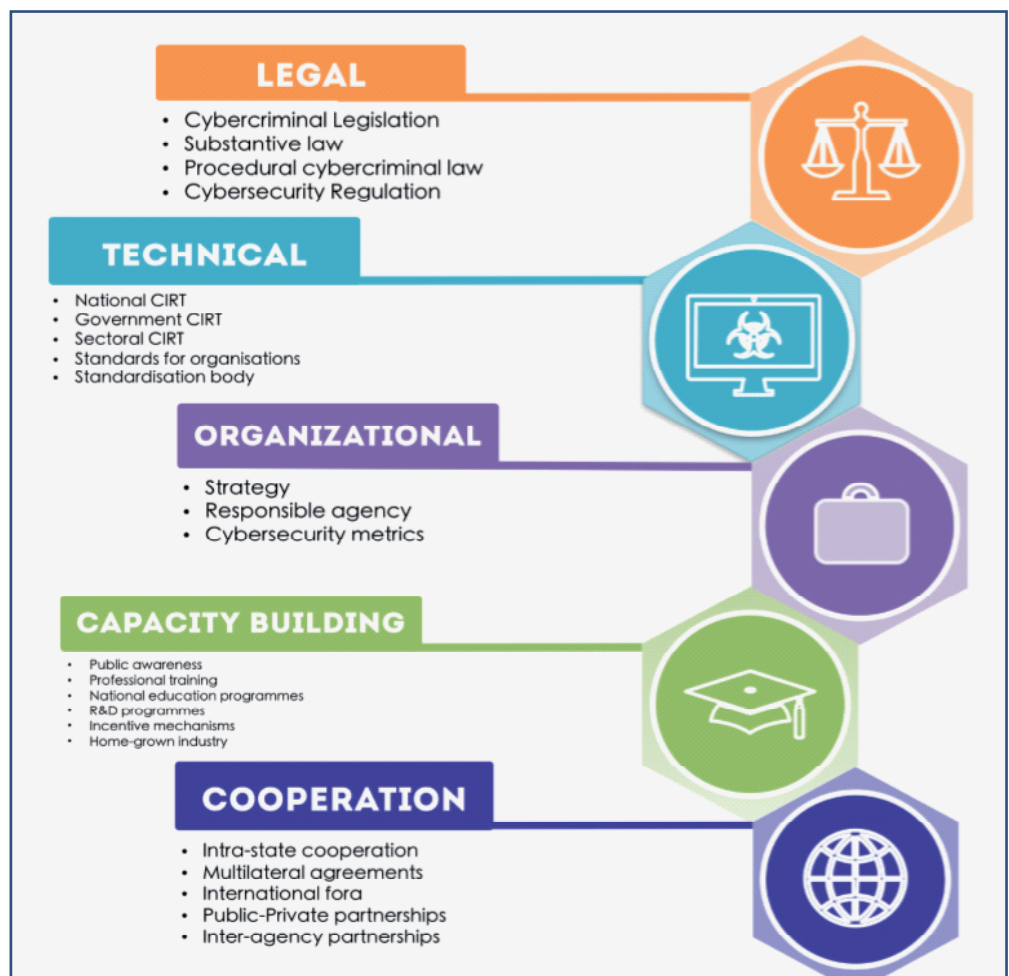 LEGAL
• Cybercriminal Legislation
• Substantive law
• Procedural cybercriminal law
• Cybersecurity Regulation
TECHNICAL
• National CIRT
• Government CIRT
• Sectoral CIRT
• Standards for organisations
• Standardisation body
ORGANIZATIONAL
• Strategy
• Responsible agency
• Cybersecurity metrics
CAPACITY BUILDING
• Public awareness
• Professional training
• National education programmes
• R&D programmes
• Incentive mechanisms
• Home-grown industry
COOPERATION
• Intra-state cooperation
• Multilateral agreements
• International fora
• Public-Private partnerships
• Inter-agency partnerships